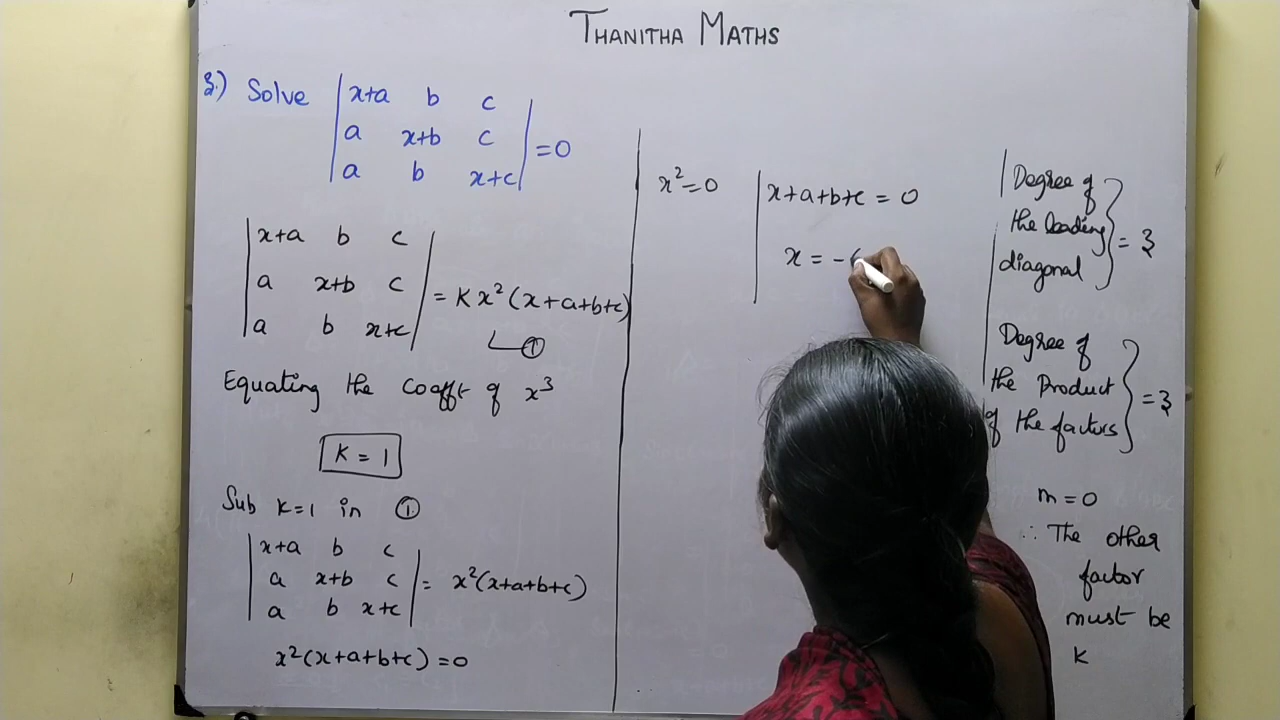 THANITHA MATHS
3.) Solve | x+a b c |
| a x+b c | = 0
| a b x+c |
| x+a b c |
| a x+b c | = K x² (x+a+b+c)
| a b x+c |
①
Equating the coefft of x³
K = 1
Sub K=1 in ①
| x+a b c |
| a x+b c | = x²(x+a+b+c)
| a b x+c |
x²(x+a+b+c) = 0
x² = 0
x+a+b+c = 0
x = -(
Degree of
the leading
diagonal } = 3
Degree of
the Product
of the factors } = 3
m = 0
∴ The other
factor
must be
K